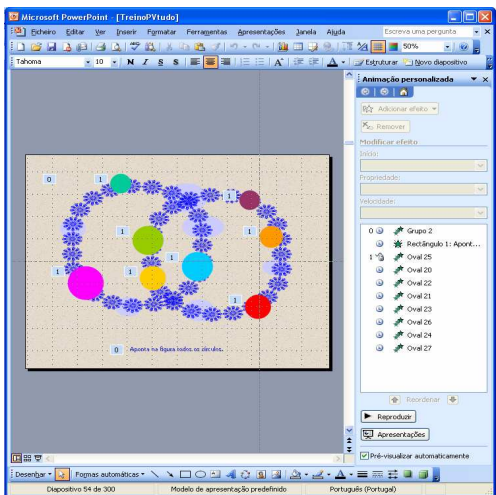 Microsoft PowerPoint - [TreinoPVtudo]
Ficheiro Editar Ver Inserir Formatar Ferramentas Apresentações Janela Ajuda Escreva uma pergunta
50%
Tahoma 10 N I S S A A Estruturar Novo diapositivo
Animação personalizada
Adicionar efeito
Remover
Modificar efeito
Início:
Propriedade:
Velocidade:
0 Grupo 2
Rectângulo 1: Apont...
1 Oval 25
Oval 20
Oval 22
Oval 21
Oval 23
Oval 26
Oval 24
Oval 27
Reordenar
Reproduzir
Apresentações
Pré-visualizar automaticamente
0 1
1
1 1
1
1 1
1
0 Aponta na figura todos os círculos.
Desenhar Formas automáticas
Diapositivo 54 de 300 Modelo de apresentação predefinido Português (Portugal)